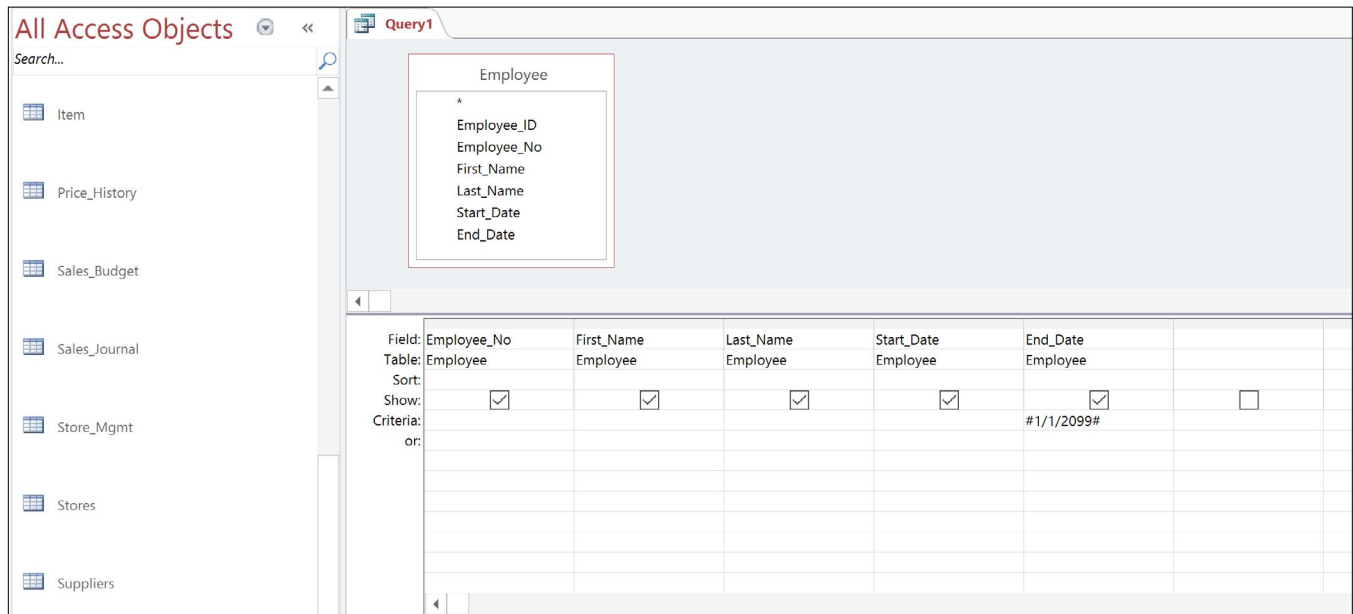 All Access Objects
Search...
Item
Price_History
Sales_Budget
Sales_Journal
Store_Mgmt
Stores
Suppliers
Query1
Employee
*
Employee_ID
Employee_No
First_Name
Last_Name
Start_Date
End_Date
Field: Employee_No First_Name Last_Name Start_Date End_Date
Table: Employee Employee Employee Employee Employee
Sort:
Show:
Criteria: #1/1/2099#
or: